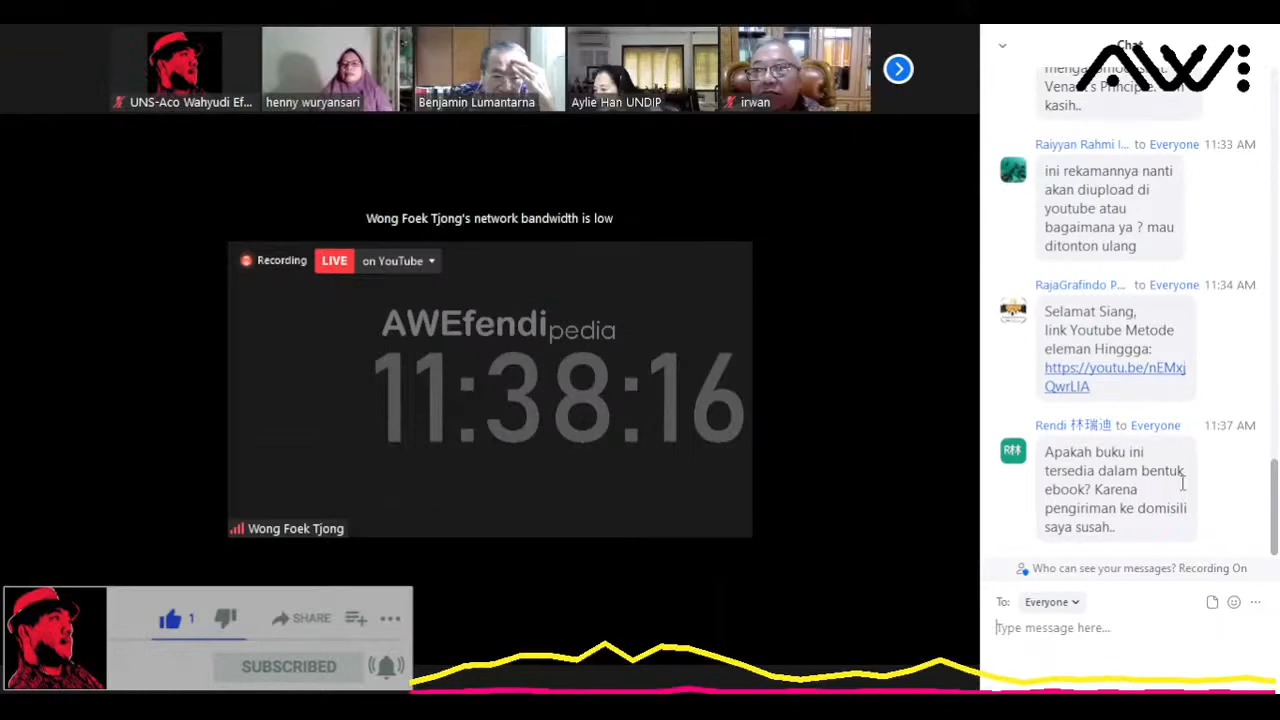 UNS-Aco Wahyudi Ef...
henny wuryansari
Benjamin Lumantarna
Aylie Han UNDIP
irwan
Wong Foek Tjong's network bandwidth is low
Recording
LIVE
on YouTube
AWEfendipedia
11:38:16
Wong Foek Tjong
1
SHARE
SUBSCRIBED
Chat
AW
Principle.
kasih..
Raiyyan Rahmi I... to Everyone 11:33 AM
ini rekamannya nanti
akan diupload di
youtube atau
bagaimana ya ? mau
ditonton ulang
RajaGrafindo P... to Everyone 11:34 AM
Selamat Siang,
link Youtube Metode
eleman Hinggga:
https://youtu.be/nEMxj
QwrLIA
Rendi 林瑞迪 to Everyone 11:37 AM
R林
Apakah buku ini
tersedia dalam bentuk
ebook? Karena
pengiriman ke domisili
saya susah..
Who can see your messages? Recording On
To: Everyone
Type message here...